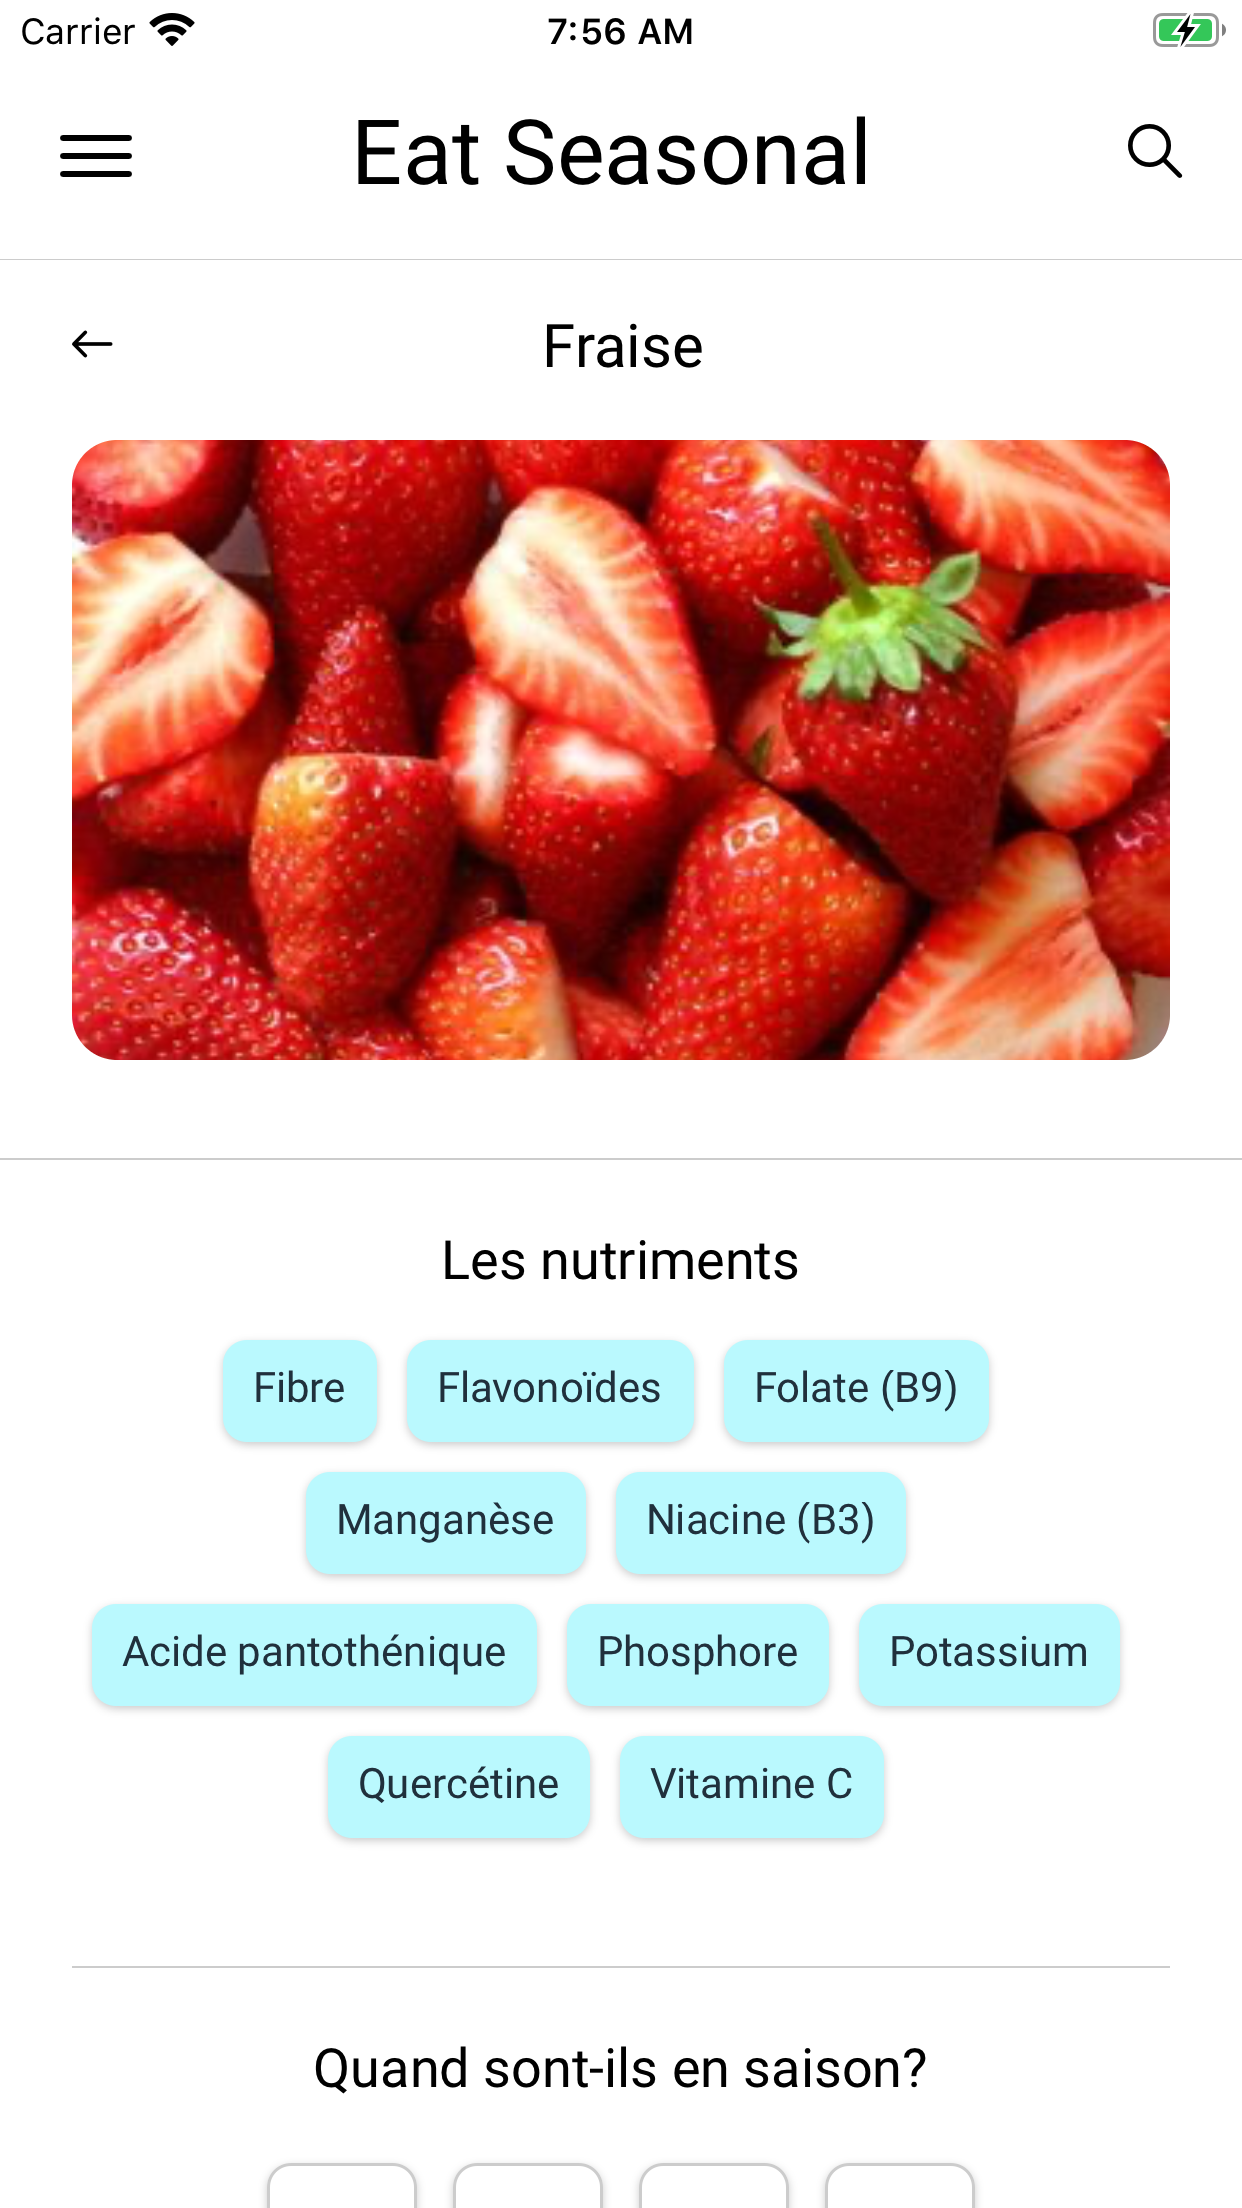 Carrier 7:56 AM
Eat Seasonal
Fraise
Les nutriments
Fibre Flavonoïdes Folate (B9)
Manganèse Niacine (B3)
Acide pantothénique Phosphore Potassium
Quercétine Vitamine C
Quand sont-ils en saison?